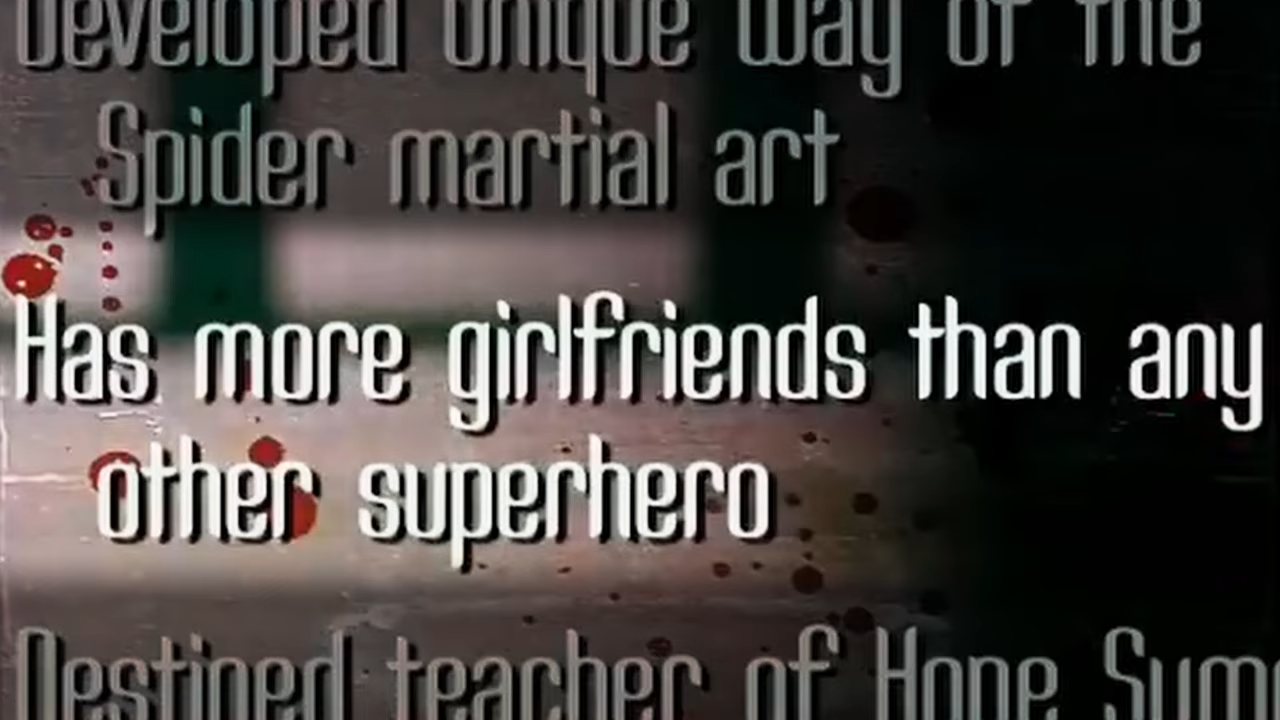 Developed unique Way of the
Spider martial art
Has more girlfriends than any
other superhero
Destined teacher of Hope